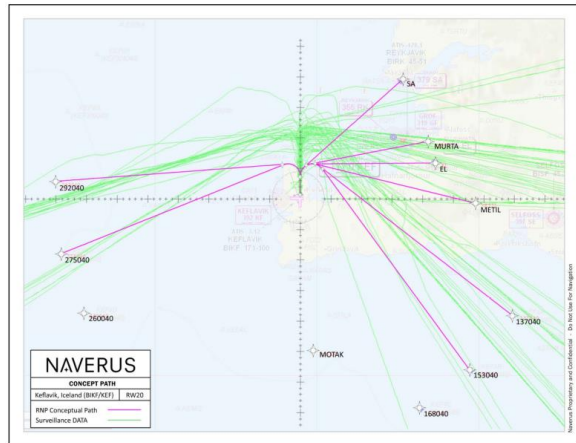 SA
MURTA
EL
METIL
292040
275040
260040
MOTAK
137040
153040
168040
NAVERUS
CONCEPT PATH
Keflavik, Iceland (BIKF/KEF) RW20
RNP Conceptual Path
Surveillance DATA
Naverus Proprietary and Confidential - Do Not Use For Navigation